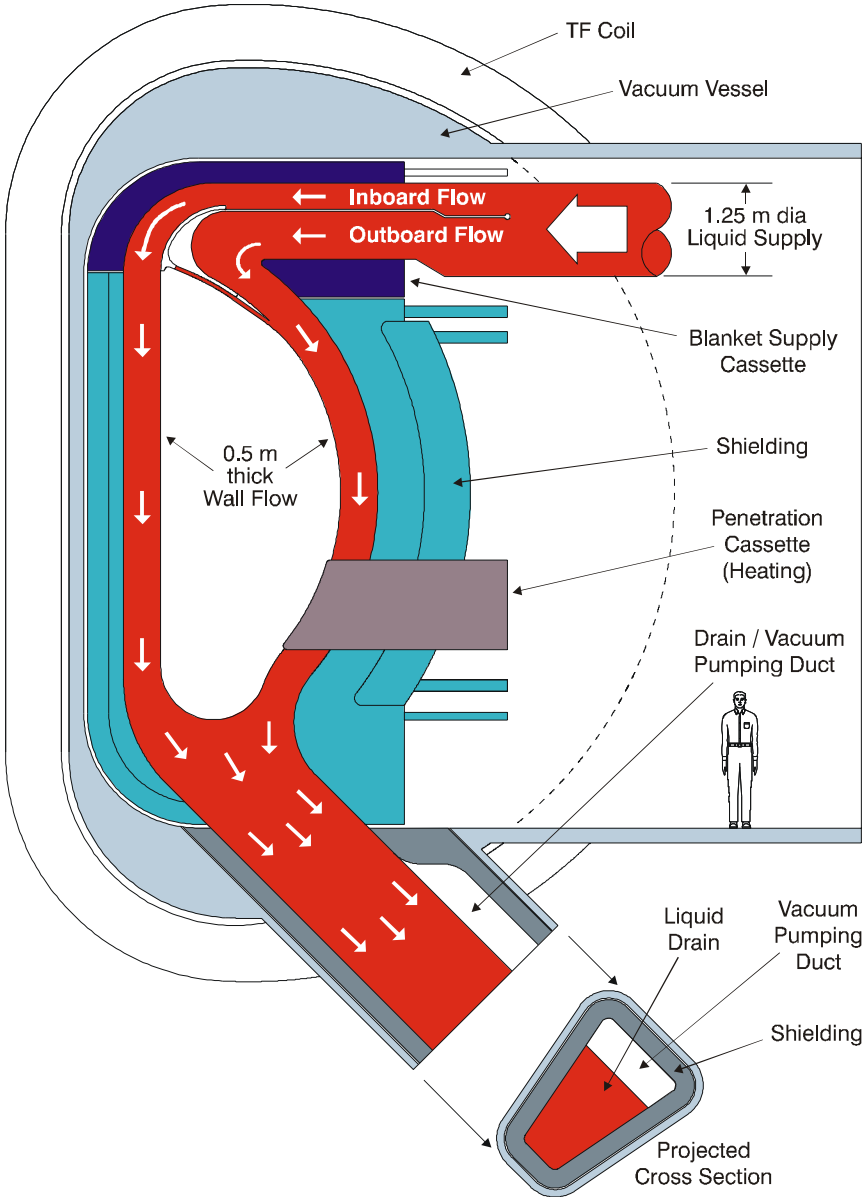 TF Coil
Vacuum Vessel
Inboard Flow
Outboard Flow
1.25 m dia
Liquid Supply
Blanket Supply
Cassette
0.5 m
thick
Wall Flow
Shielding
Penetration
Cassette
(Heating)
Drain / Vacuum
Pumping Duct
Liquid
Drain
Vacuum
Pumping
Duct
Shielding
Projected
Cross Section